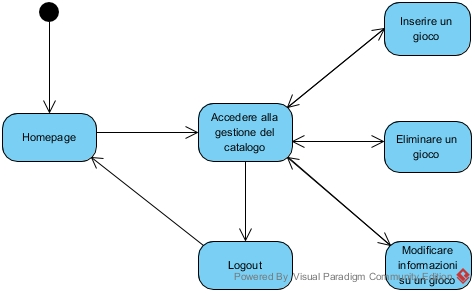 Inserire un
gioco
Accedere alla
gestione del
catalogo
Homepage
Eliminare un
gioco
Logout
Modificare
informazioni
su un gioco
Powered By Visual Paradigm Community Edition